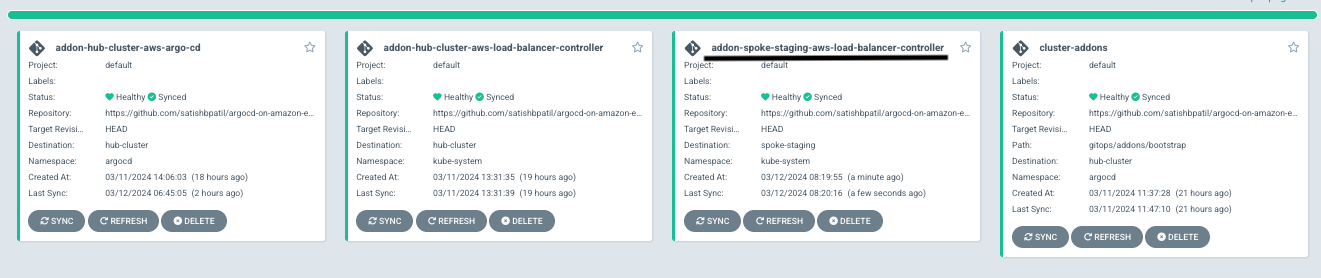 addon-hub-cluster-aws-argo-cd
Project: default
Labels:
Status: Healthy Synced
Repository: https://github.com/satishbpatil/argocd-on-amazon-e...
Target Revisi... HEAD
Destination: hub-cluster
Namespace: argocd
Created At: 03/11/2024 14:06:03 (18 hours ago)
Last Sync: 03/12/2024 06:45:05 (2 hours ago)
SYNC REFRESH DELETE
addon-hub-cluster-aws-load-balancer-controller
Project: default
Labels:
Status: Healthy Synced
Repository: https://github.com/satishbpatil/argocd-on-amazon-e...
Target Revisi... HEAD
Destination: hub-cluster
Namespace: kube-system
Created At: 03/11/2024 13:31:35 (19 hours ago)
Last Sync: 03/11/2024 13:31:39 (19 hours ago)
SYNC REFRESH DELETE
addon-spoke-staging-aws-load-balancer-controller
Project: default
Labels:
Status: Healthy Synced
Repository: https://github.com/satishbpatil/argocd-on-amazon-e...
Target Revisi... HEAD
Destination: spoke-staging
Namespace: kube-system
Created At: 03/12/2024 08:19:55 (a minute ago)
Last Sync: 03/12/2024 08:20:16 (a few seconds ago)
SYNC REFRESH DELETE
cluster-addons
Project: default
Labels:
Status: Healthy Synced
Repository: https://github.com/satishbpatil/argocd-on-amazon-e...
Target Revisi... HEAD
Path: gitops/addons/bootstrap
Destination: hub-cluster
Namespace: argocd
Created At: 03/11/2024 11:37:28 (21 hours ago)
Last Sync: 03/11/2024 11:47:10 (21 hours ago)
SYNC REFRESH DELETE